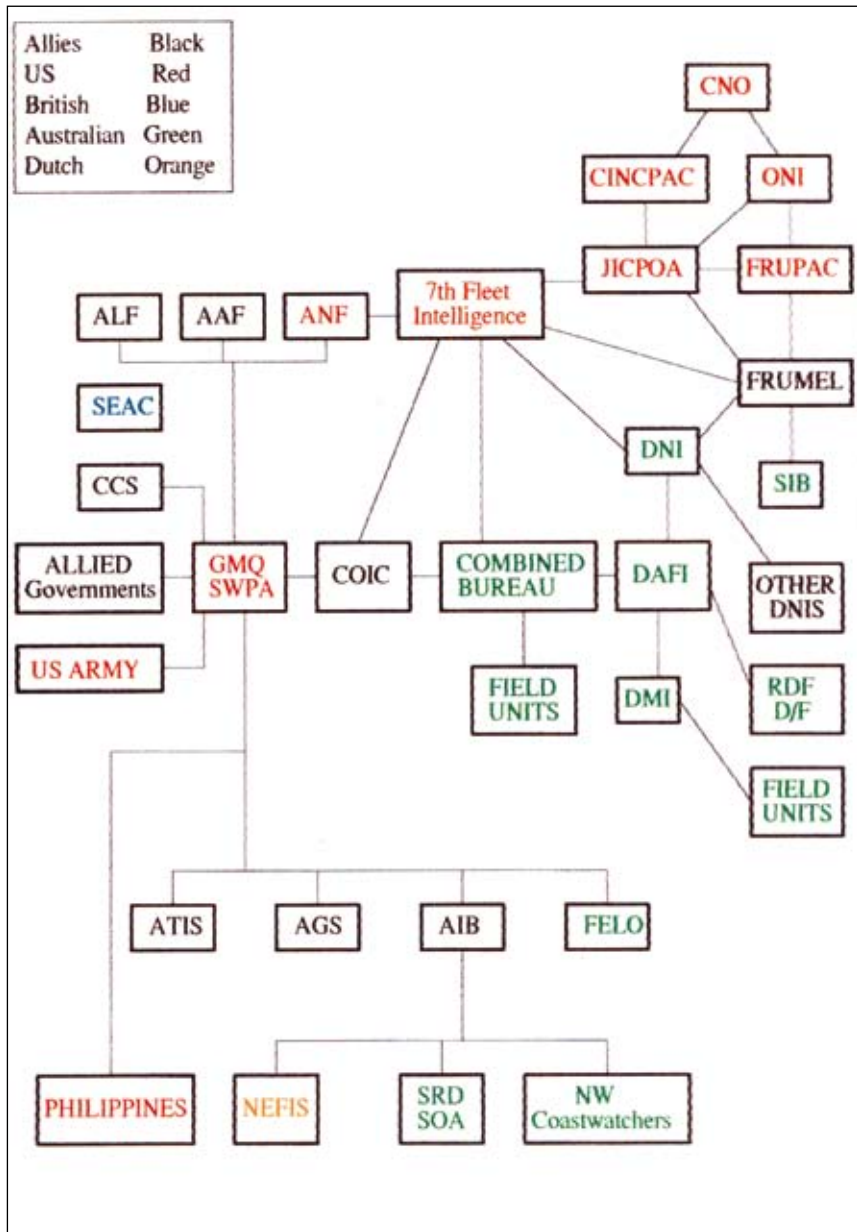 Allies Black
US Red
British Blue
Australian Green
Dutch Orange
CNO
CINCPAC
ONI
JICPOA
FRUPAC
7th Fleet
Intelligence
ALF
AAF
ANF
FRUMEL
SEAC
DNI
CCS
SIB
ALLIED
Governments
GMQ
SWPA
COIC
COMBINED
BUREAU
DAFI
OTHER
DNIS
US ARMY
FIELD
UNITS
DMI
RDF
D/F
FIELD
UNITS
ATIS
AGS
AIB
FELO
PHILIPPINES
NEFIS
SRD
SOA
NW
Coastwatchers